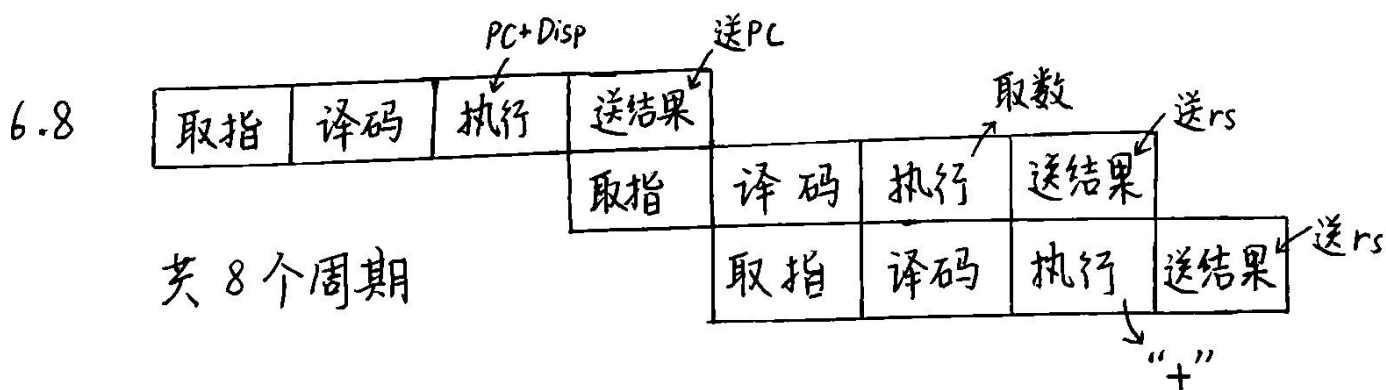 PC+Disp 送PC
6.8 取指 译码 执行 送结果 取数 送rs
取指 译码 执行 送结果
共8个周期 取指 译码 执行 送结果 送rs
“+”